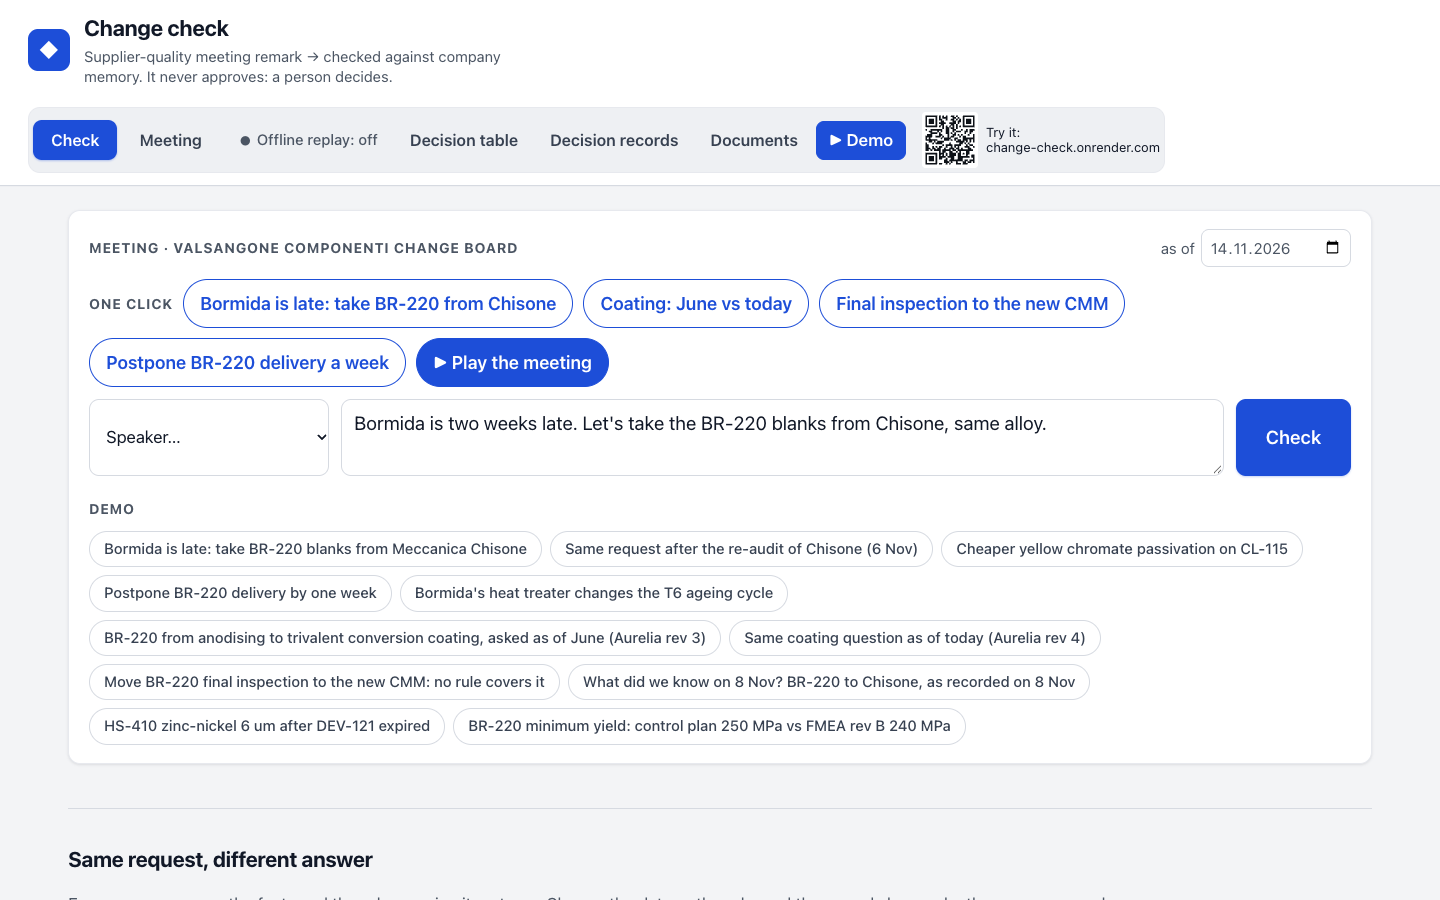 Change check
Supplier-quality meeting remark → checked against company
memory. It never approves: a person decides.
Check
Meeting
Offline replay: off
Decision table
Decision records
Documents
Demo
Try it:
change-check.onrender.com
MEETING · VALSANGONE COMPONENTI CHANGE BOARD
as of
14.11.2026
ONE CLICK
Bormida is late: take BR-220 from Chisone
Coating: June vs today
Final inspection to the new CMM
Postpone BR-220 delivery a week
Play the meeting
Speaker...
Bormida is two weeks late. Let's take the BR-220 blanks from Chisone, same alloy.
Check
DEMO
Bormida is late: take BR-220 blanks from Meccanica Chisone
Same request after the re-audit of Chisone (6 Nov)
Cheaper yellow chromate passivation on CL-115
Postpone BR-220 delivery by one week
Bormida's heat treater changes the T6 ageing cycle
BR-220 from anodising to trivalent conversion coating, asked as of June (Aurelia rev 3)
Same coating question as of today (Aurelia rev 4)
Move BR-220 final inspection to the new CMM: no rule covers it
What did we know on 8 Nov? BR-220 to Chisone, as recorded on 8 Nov
HS-410 zinc-nickel 6 um after DEV-121 expired
BR-220 minimum yield: control plan 250 MPa vs FMEA rev B 240 MPa
Same request, different answer